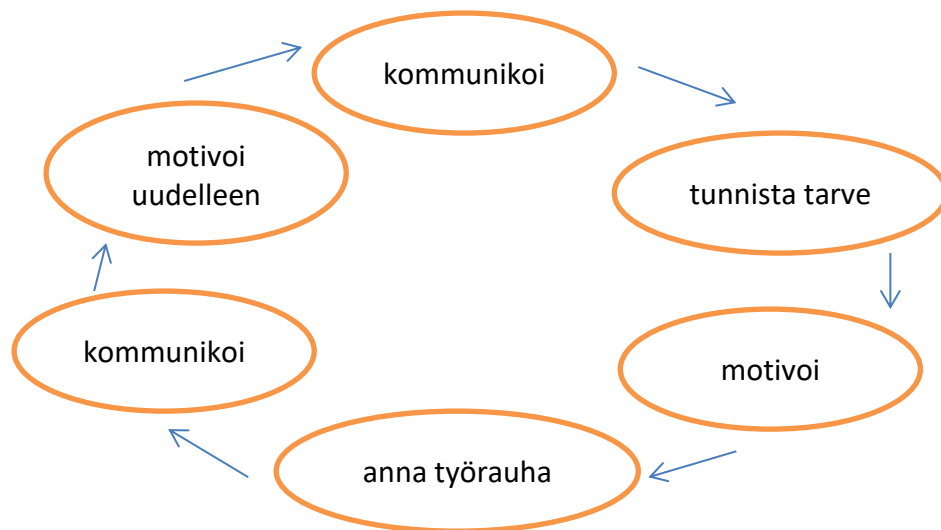 kommunikoi
tunnista tarve
motivoi
anna työrauha
kommunikoi
motivoi
uudelleen